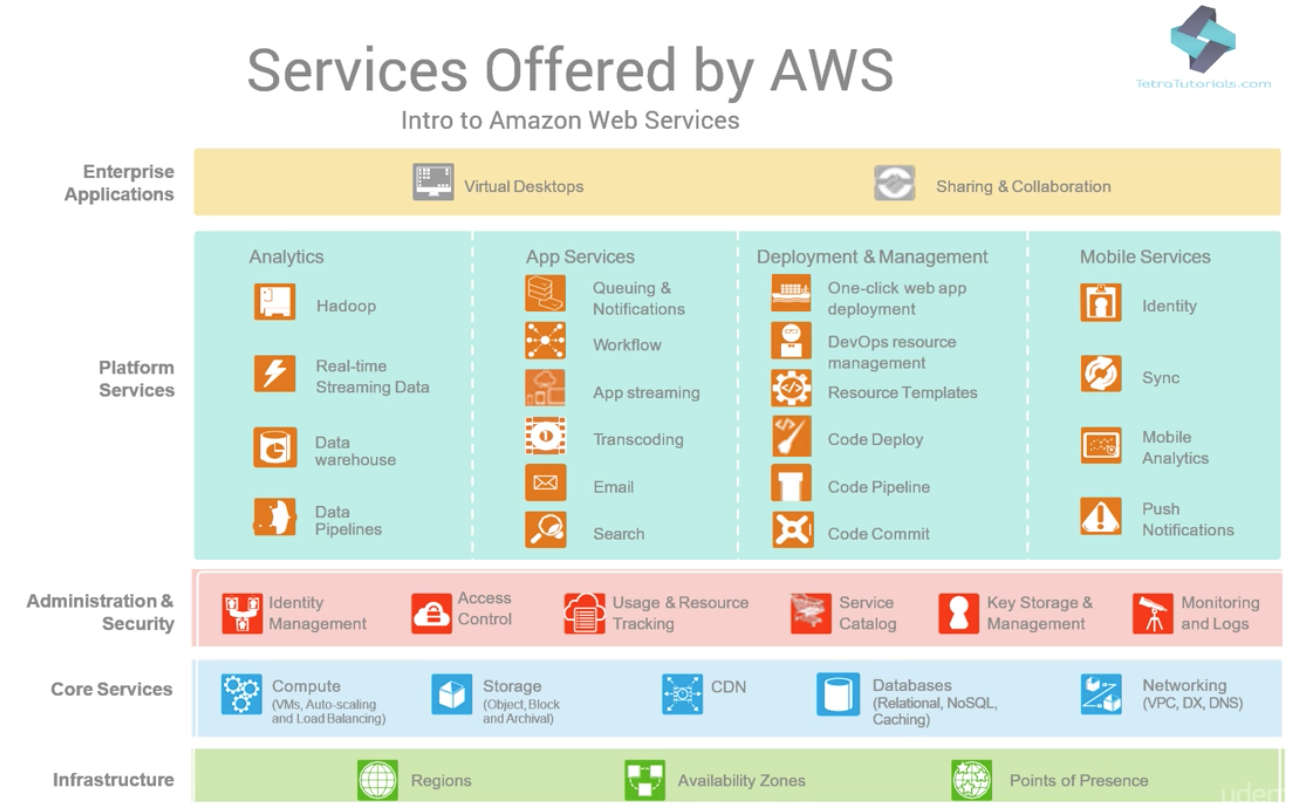 TetraTutorials.com
Services Offered by AWS
Intro to Amazon Web Services
Enterprise
Applications
Virtual Desktops
Sharing & Collaboration
Platform
Services
Analytics
Hadoop
Real-time
Streaming Data
Data
warehouse
Data
Pipelines
App Services
Queuing &
Notifications
Workflow
App streaming
Transcoding
Email
Search
Deployment & Management
One-click web app
deployment
DevOps resource
management
Resource Templates
Code Deploy
Code Pipeline
Code Commit
Mobile Services
Identity
Sync
Mobile
Analytics
Push
Notifications
Administration &
Security
Identity
Management
Access
Control
Usage & Resource
Tracking
Service
Catalog
Key Storage &
Management
Monitoring
and Logs
Core Services
Compute
(VMs, Auto-scaling
and Load Balancing)
Storage
(Object, Block
and Archival)
CDN
Databases
(Relational, NoSQL,
Caching)
Networking
(VPC, DX, DNS)
Infrastructure
Regions
Availability Zones
Points of Presence